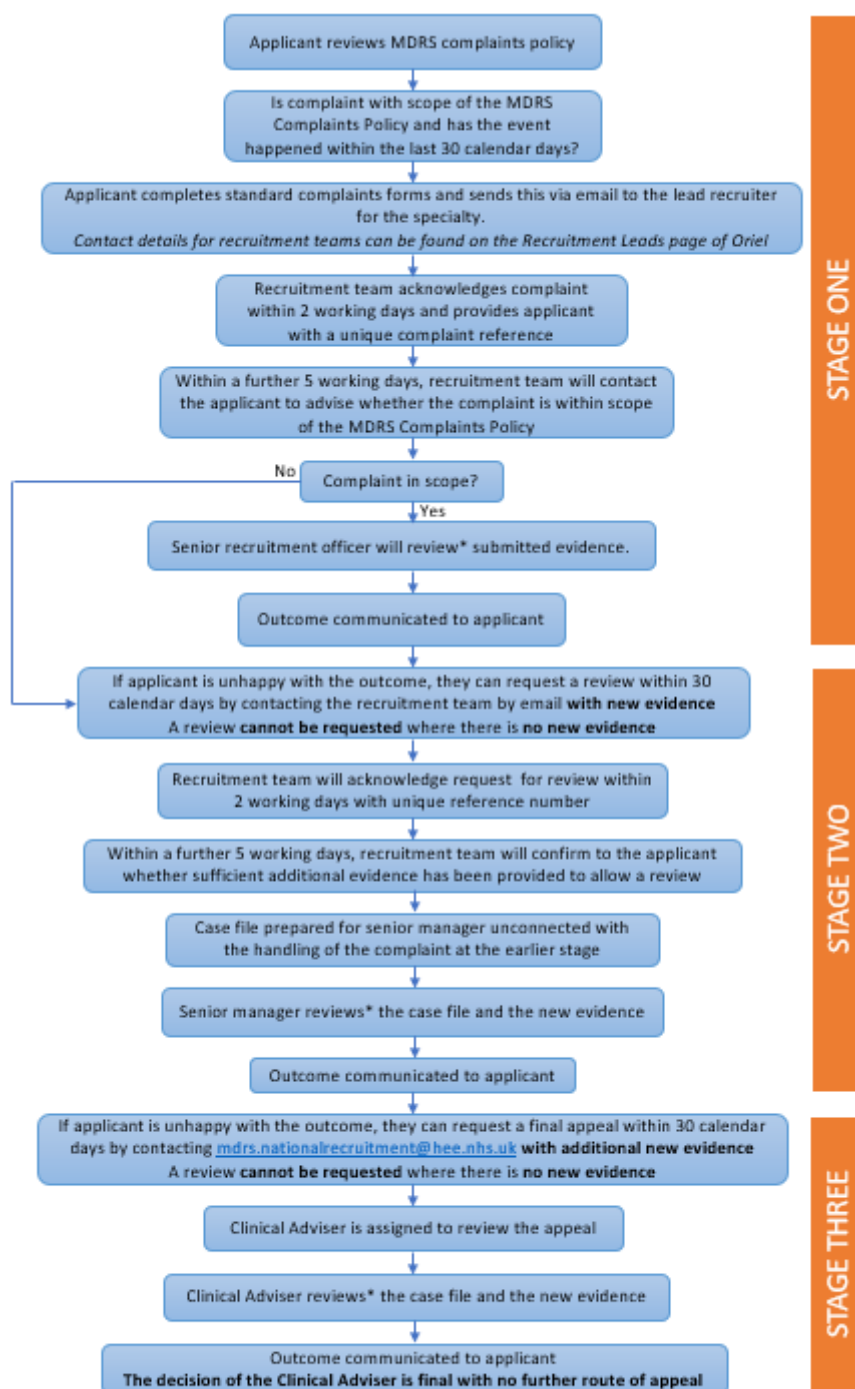 Applicant reviews MDRS complaints policy
Is complaint with scope of the MDRS
Complaints Policy and has the event
happened within the last 30 calendar days?
Applicant completes standard complaints forms and sends this via email to the lead recruiter
for the specialty.
Contact details for recruitment teams can be found on the Recruitment Leads page of Oriel
Recruitment team acknowledges complaint
within 2 working days and provides applicant
with a unique complaint reference
Within a further 5 working days, recruitment team will contact
the applicant to advise whether the complaint is within scope
of the MDRS Complaints Policy
No
Complaint in scope?
Yes
Senior recruitment officer will review* submitted evidence.
Outcome communicated to applicant
STAGE ONE
If applicant is unhappy with the outcome, they can request a review within 30
calendar days by contacting the recruitment team by email with new evidence
A review cannot be requested where there is no new evidence
Recruitment team will acknowledge request for review within
2 working days with unique reference number
Within a further 5 working days, recruitment team will confirm to the applicant
whether sufficient additional evidence has been provided to allow a review
Case file prepared for senior manager unconnected with
the handling of the complaint at the earlier stage
Senior manager reviews* the case file and the new evidence
Outcome communicated to applicant
STAGE TWO
If applicant is unhappy with the outcome, they can request a final appeal within 30 calendar
days by contacting mdrs.nationalrecruitment@hee.nhs.uk with additional new evidence
A review cannot be requested where there is no new evidence
Clinical Adviser is assigned to review the appeal
Clinical Adviser reviews* the case file and the new evidence
Outcome communicated to applicant
The decision of the Clinical Adviser is final with no further route of appeal
STAGE THREE